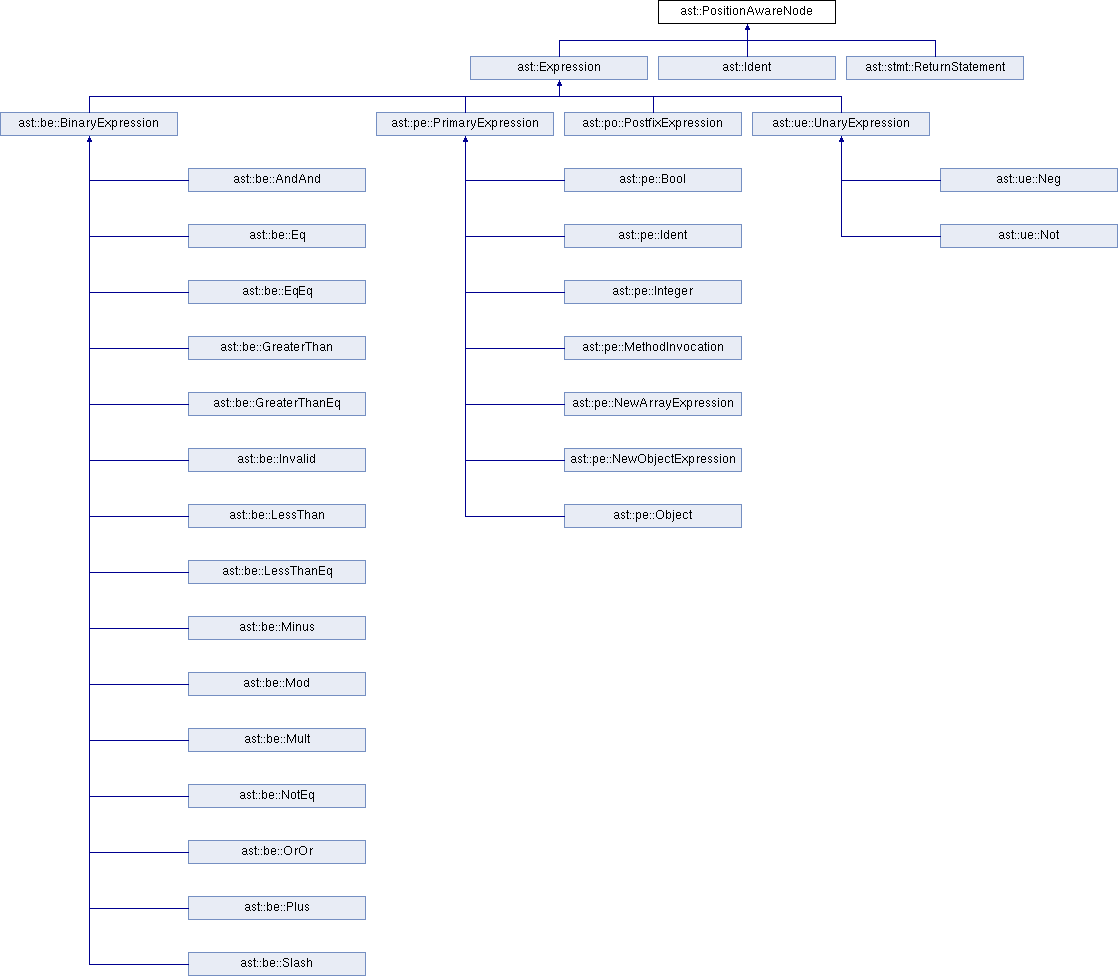 ast::PositionAwareNode
ast::Expression
ast::Ident
ast::stmt::ReturnStatement
ast::be::BinaryExpression
ast::pe::PrimaryExpression
ast::po::PostfixExpression
ast::ue::UnaryExpression
ast::be::AndAnd
ast::pe::Bool
ast::ue::Neg
ast::be::Eq
ast::pe::Ident
ast::ue::Not
ast::be::EqEq
ast::pe::Integer
ast::be::GreaterThan
ast::pe::MethodInvocation
ast::be::GreaterThanEq
ast::pe::NewArrayExpression
ast::be::Invalid
ast::pe::NewObjectExpression
ast::be::LessThan
ast::pe::Object
ast::be::LessThanEq
ast::be::Minus
ast::be::Mod
ast::be::Mult
ast::be::NotEq
ast::be::OrOr
ast::be::Plus
ast::be::Slash